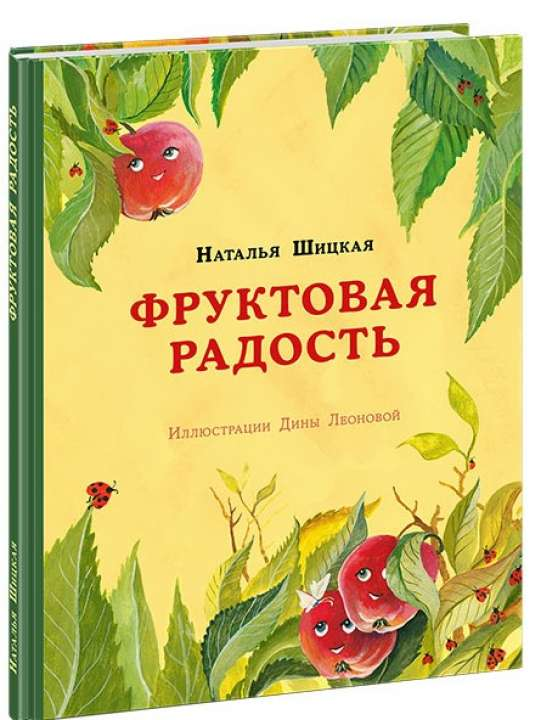 Наталья Шицкая
ФРУКТОВАЯ
РАДОСТЬ
Иллюстрации Дины Леоновой
ФРУКТОВАЯ РАДОСТЬ
Наталья Шицкая